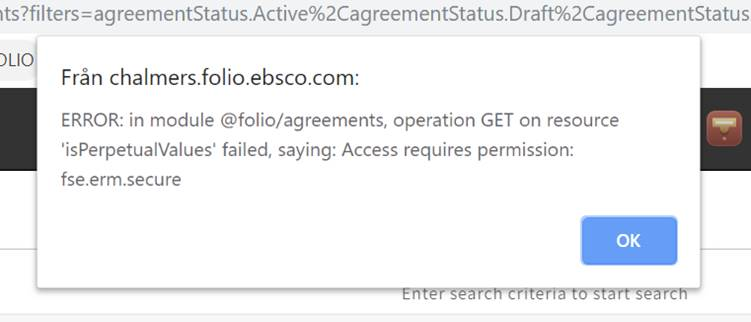 nts?filters=agreementStatus.Active%2CagreementStatus.Draft%2CagreementStatus
OLIO
Från chalmers.folio.ebsco.com:
ERROR: in module @folio/agreements, operation GET on resource
'isPerpetualValues' failed, saying: Access requires permission:
fse.erm.secure
OK
Enter search criteria to start search